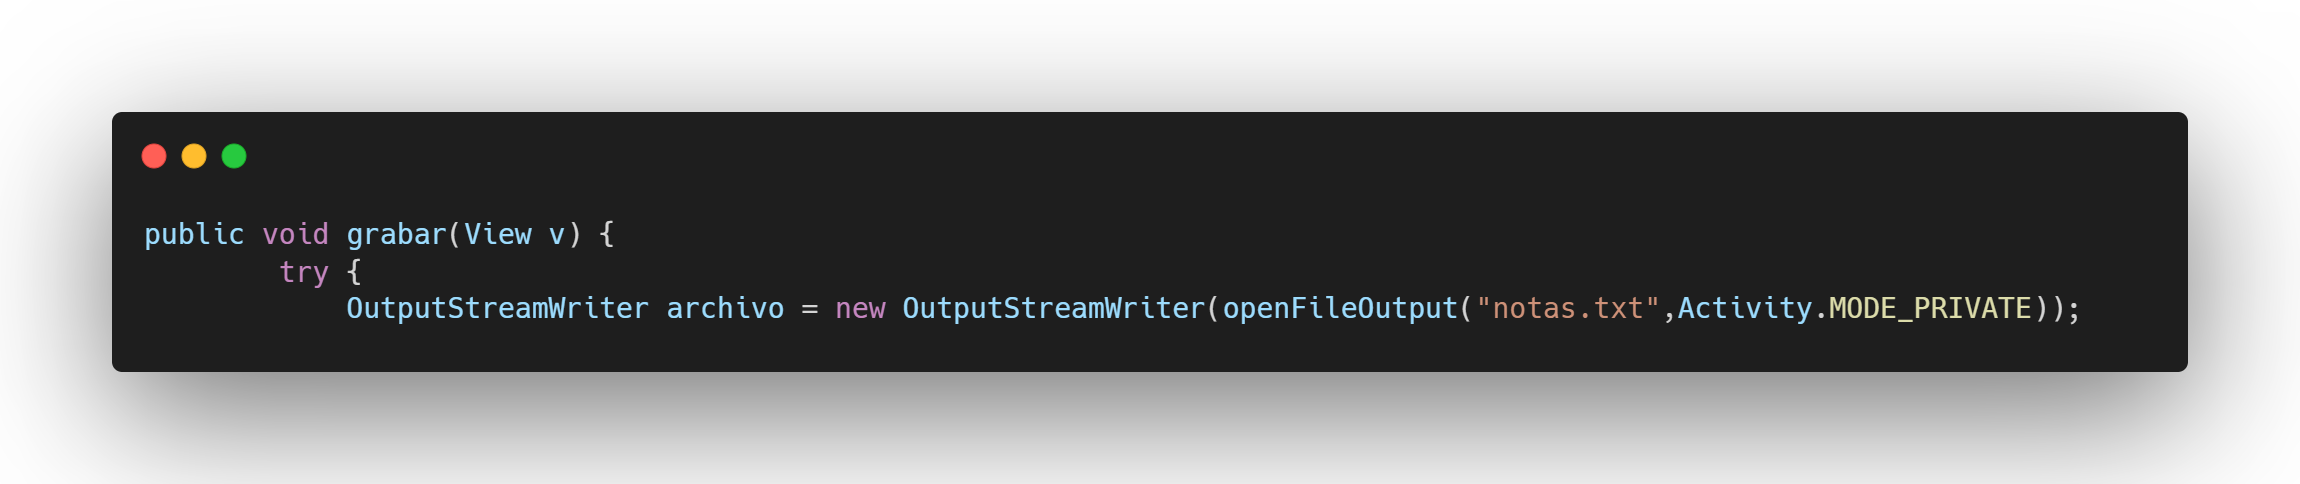 public void grabar(View v) {
        try {
            OutputStreamWriter archivo = new OutputStreamWriter(openFileOutput("notas.txt",Activity.MODE_PRIVATE));